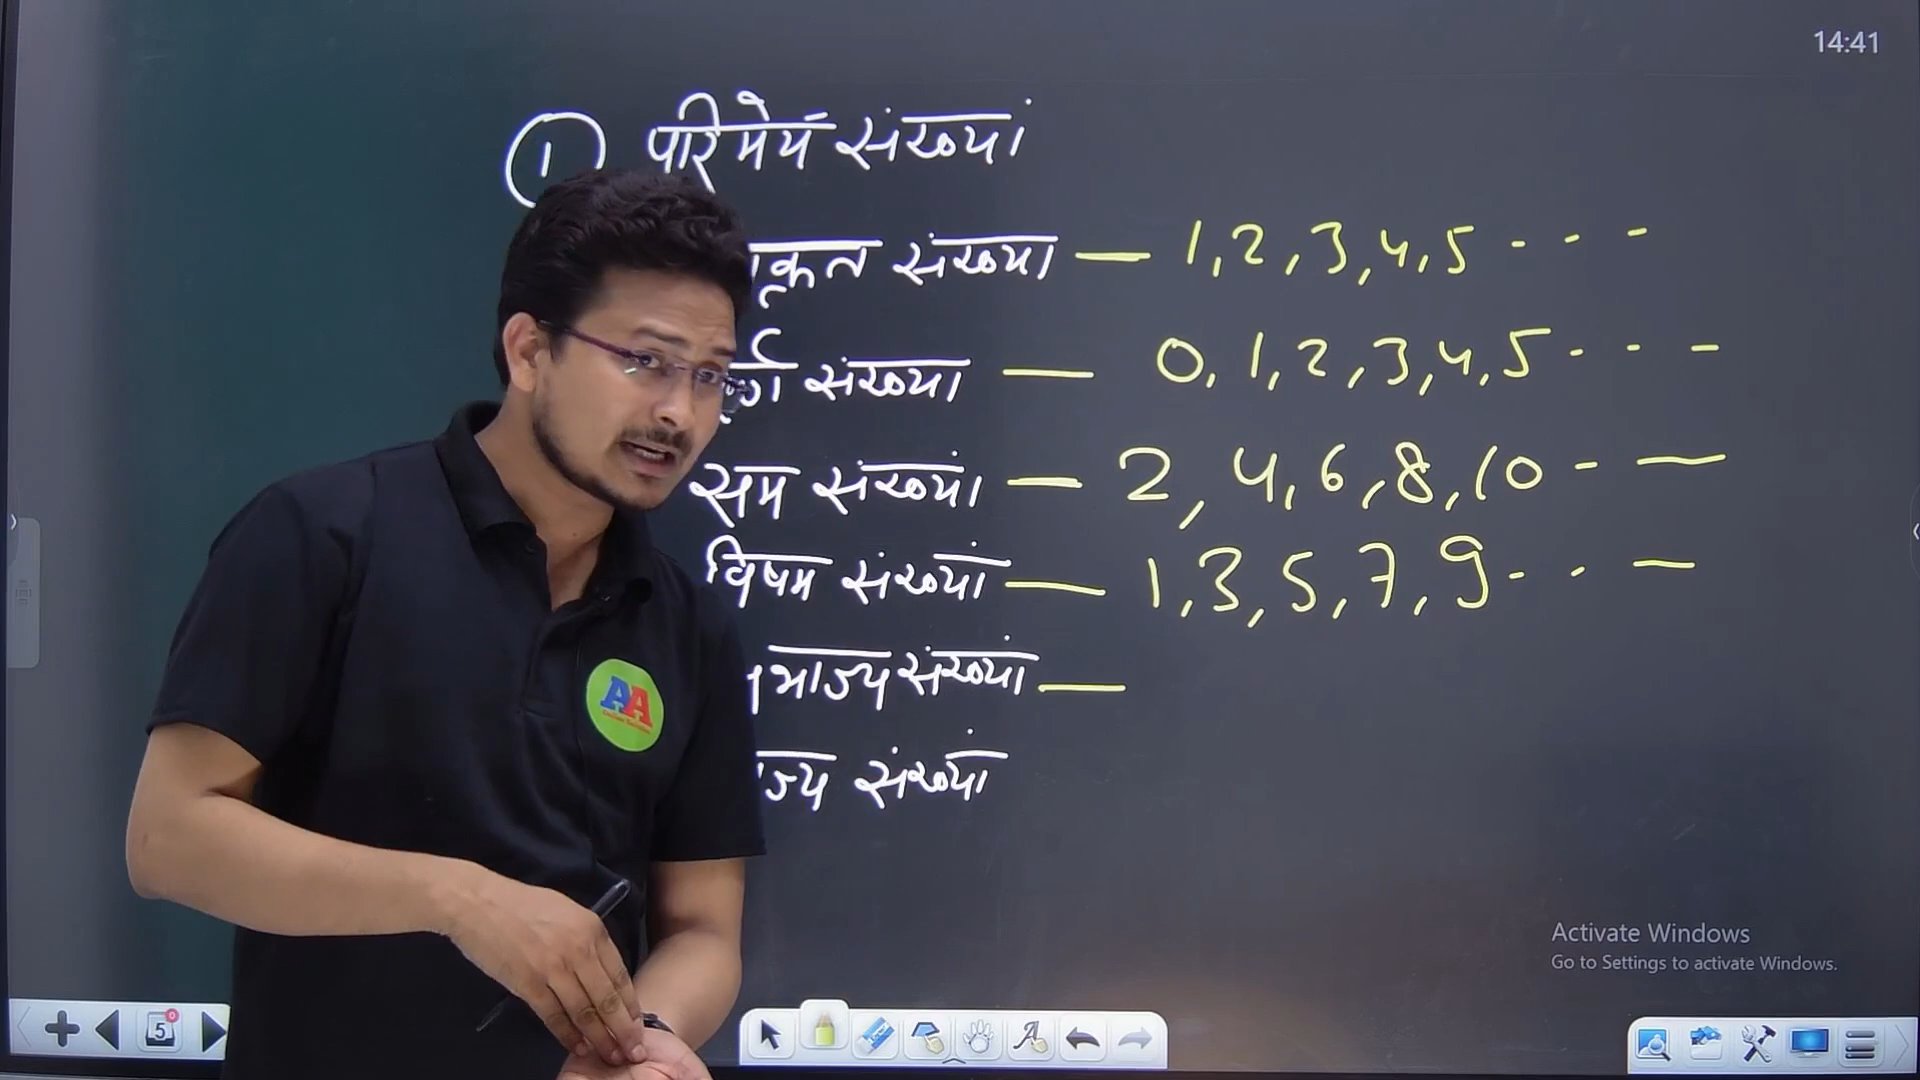 14:41
1 परिमेय संख्यां
संख्या — 1,2,3,4,5 - - -
संख्या — 0,1,2,3,4,5 - - -
सम संख्यां — 2,4,6,8,10 - —
विषम संख्यां — 1,3,5,7,9 - - —
भाज्य संख्यां —
संख्यां
AA
Activate Windows
Go to Settings to activate Windows.
5